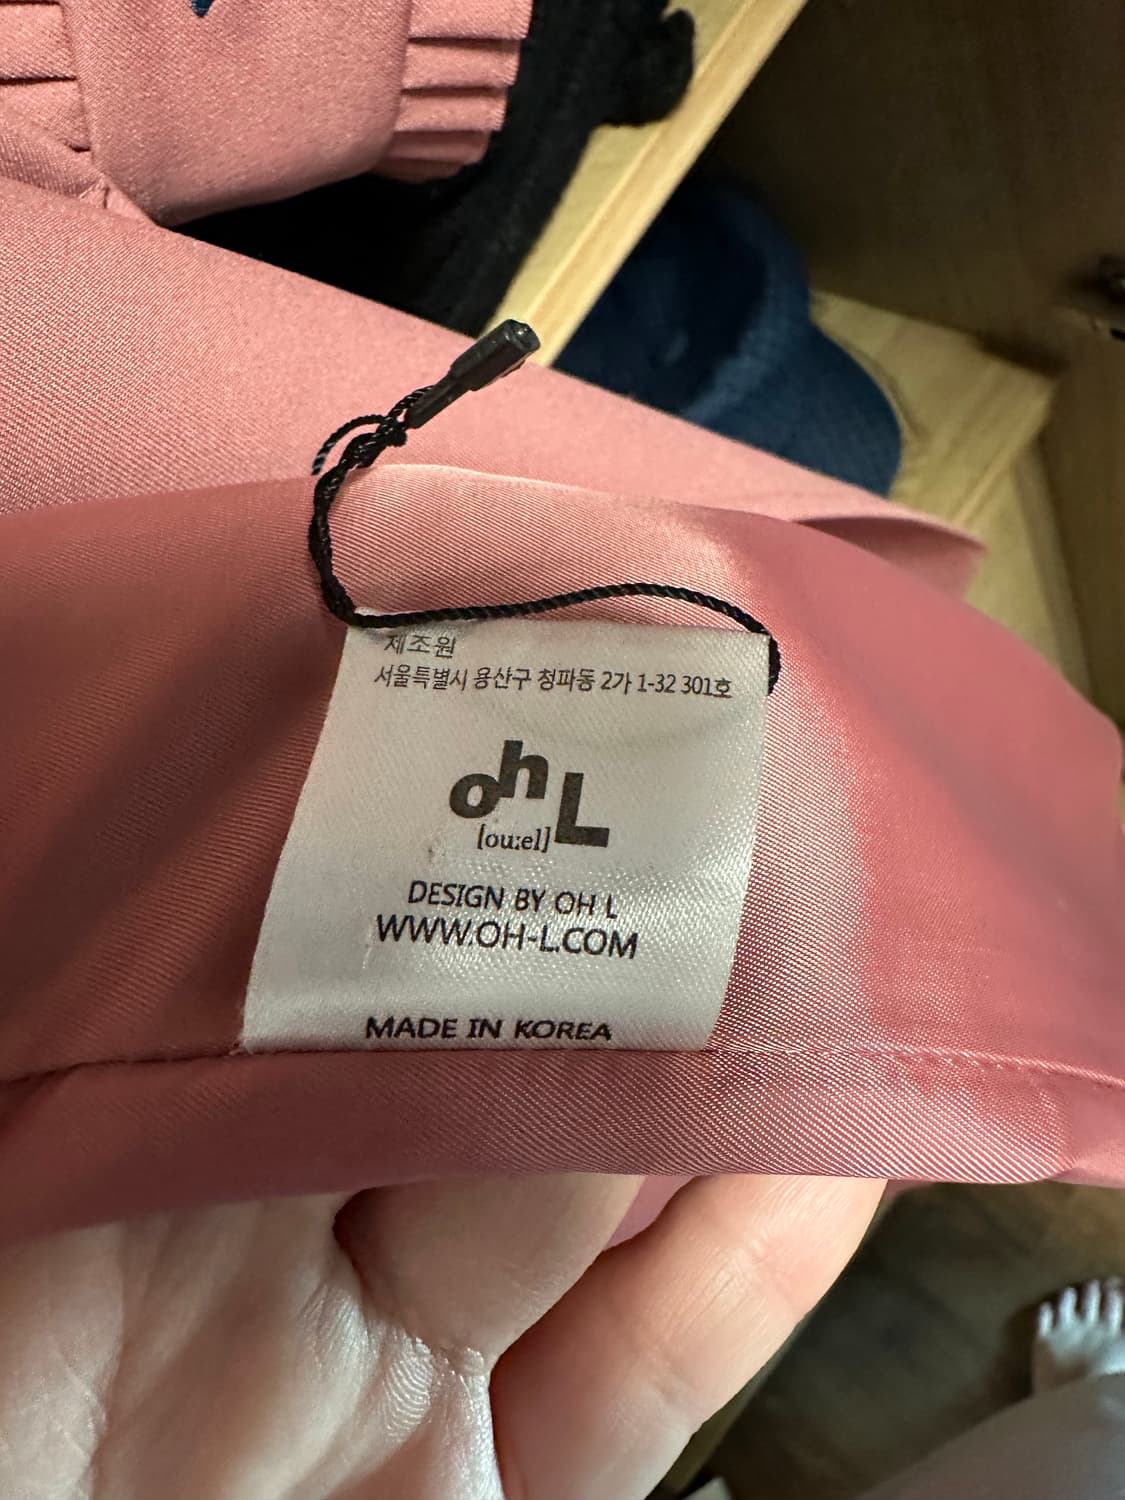 제조원
서울특별시 용산구 청파동 2가 1-32 301호
ohL
[ou:el]
DESIGN BY OH L
WWW.OH-L.COM
MADE IN KOREA